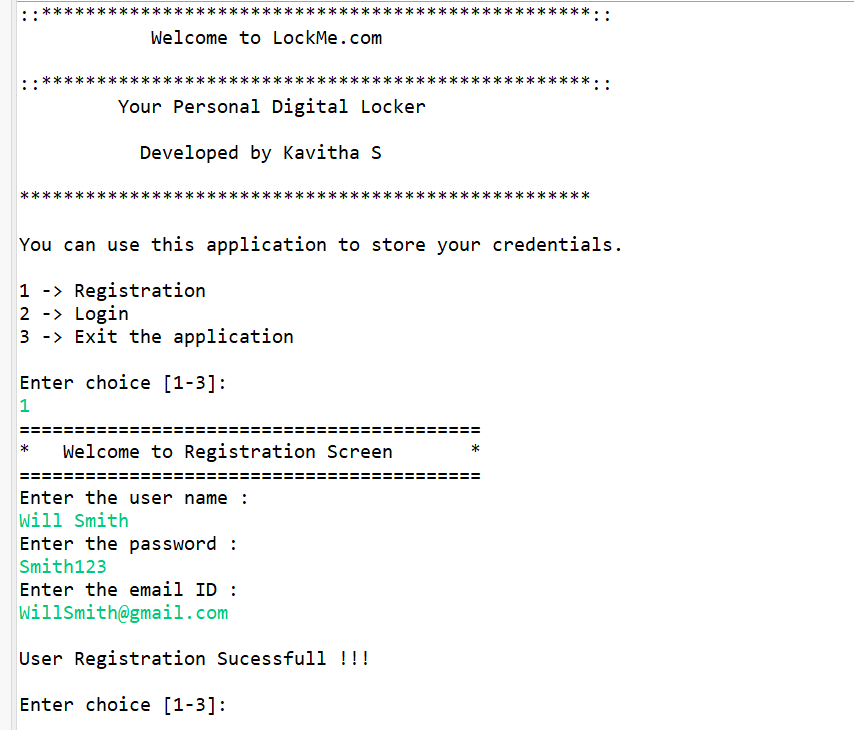 ::**************************************************::
Welcome to LockMe.com
::**************************************************::
Your Personal Digital Locker
Developed by Kavitha S
****************************************************
You can use this application to store your credentials.
1 -> Registration
2 -> Login
3 -> Exit the application
Enter choice [1-3]:
1
==========================================
*   Welcome to Registration Screen       *
==========================================
Enter the user name :
Will Smith
Enter the password :
Smith123
Enter the email ID :
WillSmith@gmail.com
User Registration Sucessfull !!!
Enter choice [1-3]: